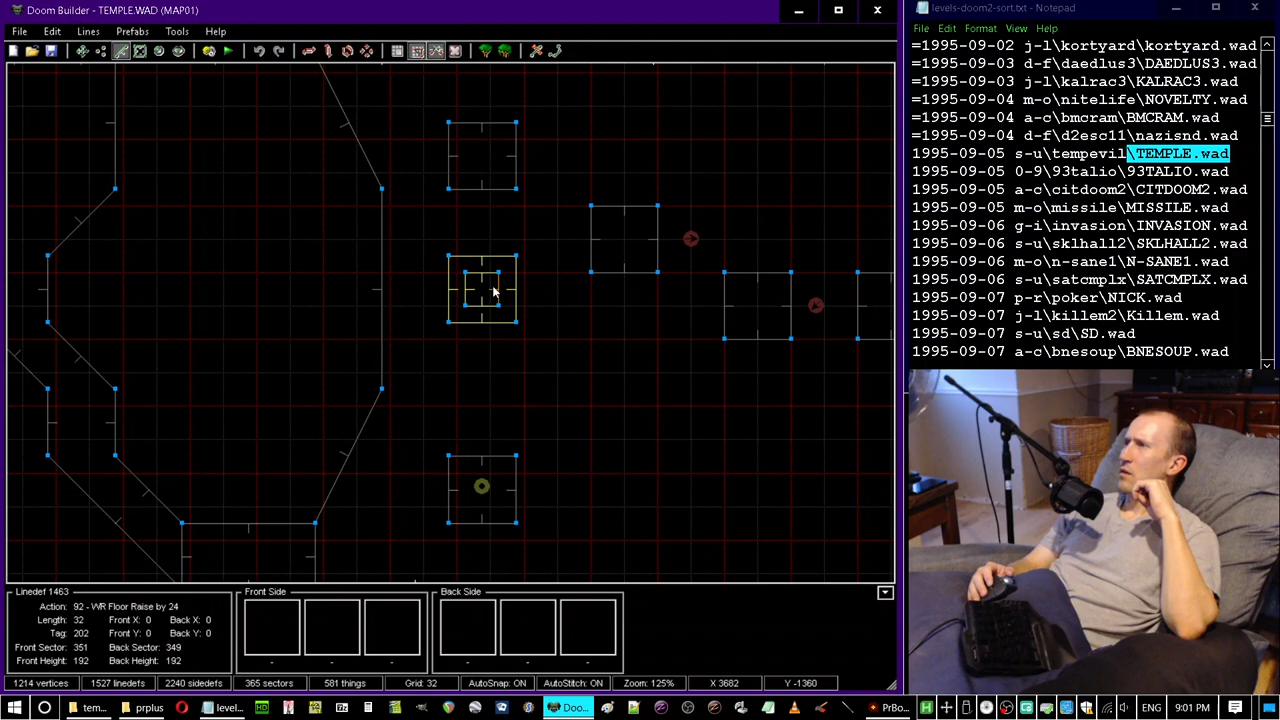 Doom Builder - TEMPLE.WAD (MAP01)
File Edit Lines Prefabs Tools Help
Linedef 1463
Action: 92 - WR Floor Raise by 24
Length: 32 Front X: 0 Back X: 0
Tag: 202 Front Y: 0 Back Y: 0
Front Sector: 351 Back Sector: 349
Front Height: 192 Back Height: 192
Front Side
- - -
Back Side
- - -
1214 vertices 1527 linedefs 2240 sidedefs 365 sectors 581 things Grid: 32 AutoSnap: ON AutoStitch: ON Zoom: 125% X 3682 Y -1360
levels-doom2-sort.txt - Notepad
File Edit Format View Help
=1995-09-02 j-l\kortyard\kortyard.wad
=1995-09-03 d-f\daedlus3\DAEDLUS3.wad
=1995-09-03 j-l\kalrac3\KALRAC3.wad
=1995-09-04 m-o\nitelife\NOVELTY.wad
=1995-09-04 a-c\bmcram\BMCRAM.wad
=1995-09-04 d-f\d2esc11\nazisnd.wad
1995-09-05 s-u\tempevil\TEMPLE.wad
1995-09-05 0-9\93talio\93TALIO.wad
1995-09-05 a-c\citdoom2\CITDOOM2.wad
1995-09-05 m-o\missile\MISSILE.wad
1995-09-06 g-i\invasion\INVASION.wad
1995-09-06 s-u\sklhall2\SKLHALL2.wad
1995-09-06 m-o\n-sane1\N-SANE1.wad
1995-09-06 s-u\satcmplx\SATCMPLX.wad
1995-09-07 p-r\poker\NICK.wad
1995-09-07 j-l\killem2\Killem.wad
1995-09-07 s-u\sd\SD.wad
1995-09-07 a-c\bnesoup\BNESOUP.wad
tem... prplus level... HD Doo... PrBo... 9:01 PM